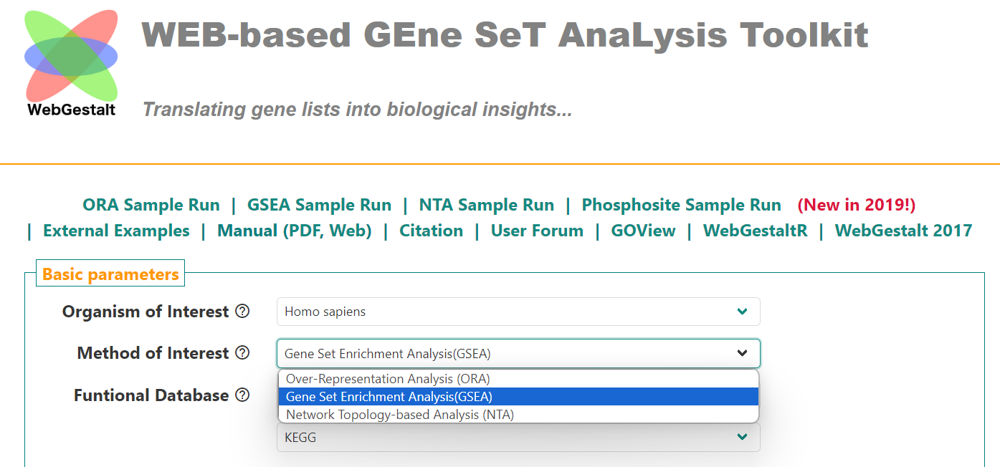 WEB-based GEne SeT AnaLysis Toolkit
WebGestalt
Translating gene lists into biological insights...
ORA Sample Run | GSEA Sample Run | NTA Sample Run | Phosphosite Sample Run (New in 2019!)
| External Examples | Manual (PDF, Web) | Citation | User Forum | GOView | WebGestaltR | WebGestalt 2017
Basic parameters
Organism of Interest ? Homo sapiens
Method of Interest ? Gene Set Enrichment Analysis(GSEA)
Over-Representation Analysis (ORA)
Funtional Database ? Gene Set Enrichment Analysis(GSEA)
Network Topology-based Analysis (NTA)
KEGG